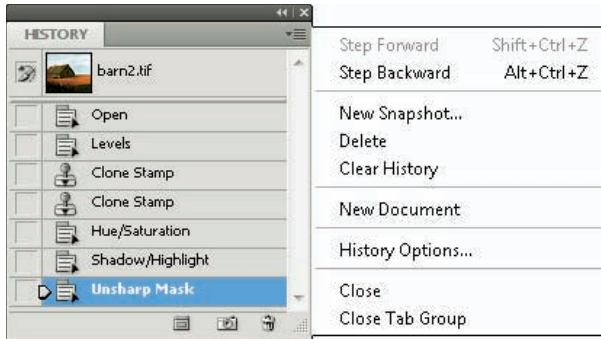 HISTORY
barn2.tif
Open
Levels
Clone Stamp
Clone Stamp
Hue/Saturation
Shadow/Highlight
Unsharp Mask
Step Forward Shift+Ctrl+Z
Step Backward Alt+Ctrl+Z
New Snapshot...
Delete
Clear History
New Document
History Options...
Close
Close Tab Group